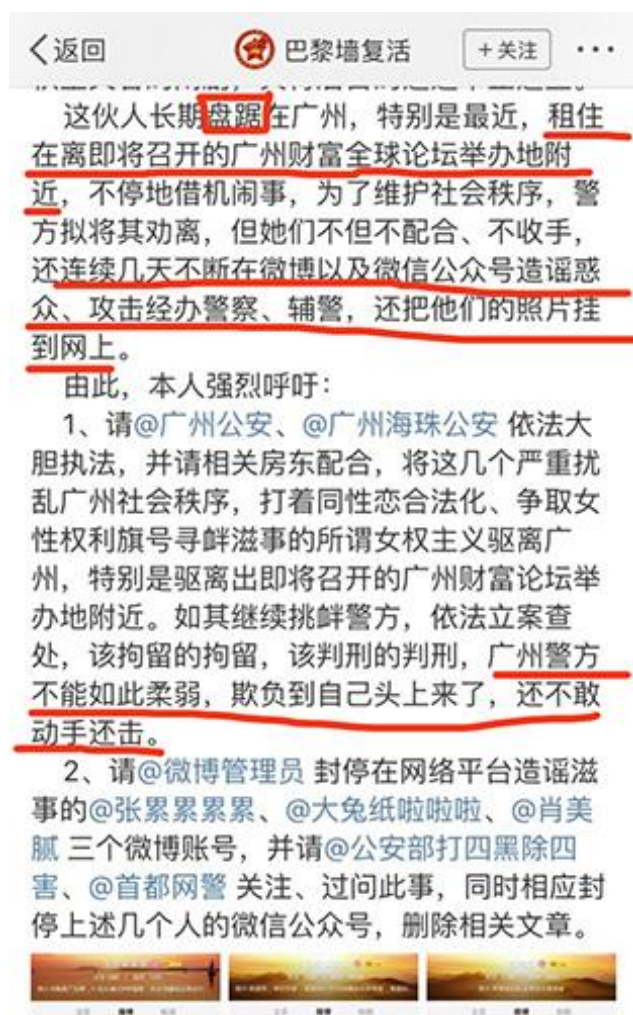 返回
巴黎墙复活
+关注
这伙人长期盘踞在广州，特别是最近，租住
在离即将召开的广州财富全球论坛举办地附
近，不停地借机闹事，为了维护社会秩序，警
方拟将其劝离，但她们不但不配合、不收手，
还连续几天不断在微博以及微信公众号造谣惑
众、攻击经办警察、辅警，还把他们的照片挂
到网上。
由此，本人强烈呼吁：
1、请@广州公安、@广州海珠公安 依法大
胆执法，并请相关房东配合，将这几个严重扰
乱广州社会秩序，打着同性恋合法化、争取女
性权利旗号寻衅滋事的所谓女权主义驱离广
州，特别是驱离出即将召开的广州财富论坛举
办地附近。如其继续挑衅警方，依法立案查
处，该拘留的拘留，该判刑的判刑，广州警方
不能如此柔弱，欺负到自己头上来了，还不敢
动手还击。
2、请@微博管理员 封停在网络平台造谣滋
事的@张累累累累、@大兔纸啦啦啦、@肖美
腻 三个微博账号，并请@公安部打四黑除四
害、@首都网警 关注、过问此事，同时相应封
停上述几个人的微信公众号，删除相关文章。